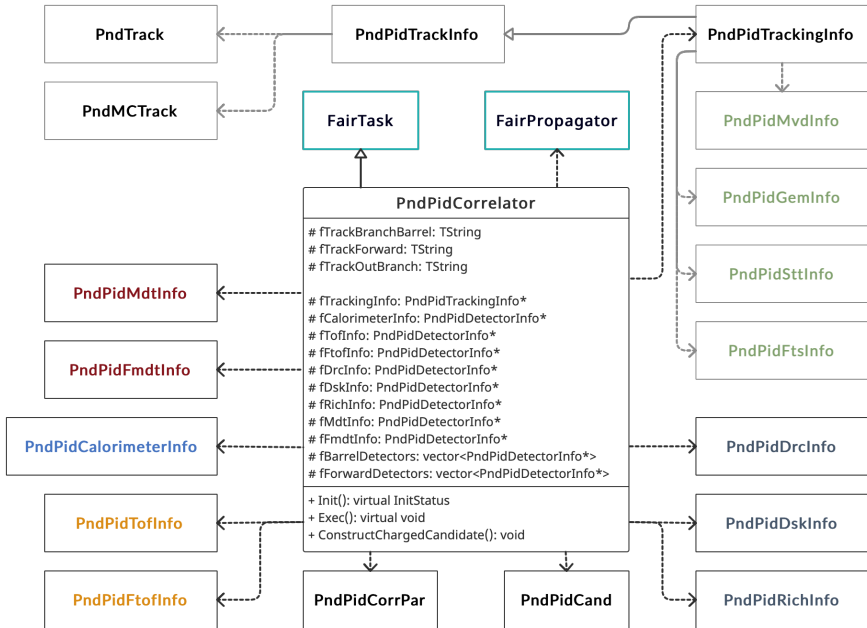 PndTrack
PndPidTrackInfo
PndPidTrackingInfo
PndMCTrack
FairTask
FairPropagator
PndPidMvdInfo
PndPidGemInfo
PndPidSttInfo
PndPidFtsInfo
PndPidCorrelator
# fTrackBranchBarrel: TString
# fTrackForward: TString
# fTrackOutBranch: TString
# fTrackingInfo: PndPidTrackingInfo*
# fCalorimeterInfo: PndPidDetectorInfo*
# fTofInfo: PndPidDetectorInfo*
# fFtofInfo: PndPidDetectorInfo*
# fDrcInfo: PndPidDetectorInfo*
# fDskInfo: PndPidDetectorInfo*
# fRichInfo: PndPidDetectorInfo*
# fMdtInfo: PndPidDetectorInfo*
# fFmdtInfo: PndPidDetectorInfo*
# fBarrelDetectors: vector<PndPidDetectorInfo*>
# fForwardDetectors: vector<PndPidDetectorInfo*>
+ Init(): virtual InitStatus
+ Exec(): virtual void
+ ConstructChargedCandidate(): void
PndPidMdtInfo
PndPidFmdtInfo
PndPidCalorimeterInfo
PndPidTofInfo
PndPidFtofInfo
PndPidDrcInfo
PndPidDskInfo
PndPidRichInfo
PndPidCorrPar
PndPidCand